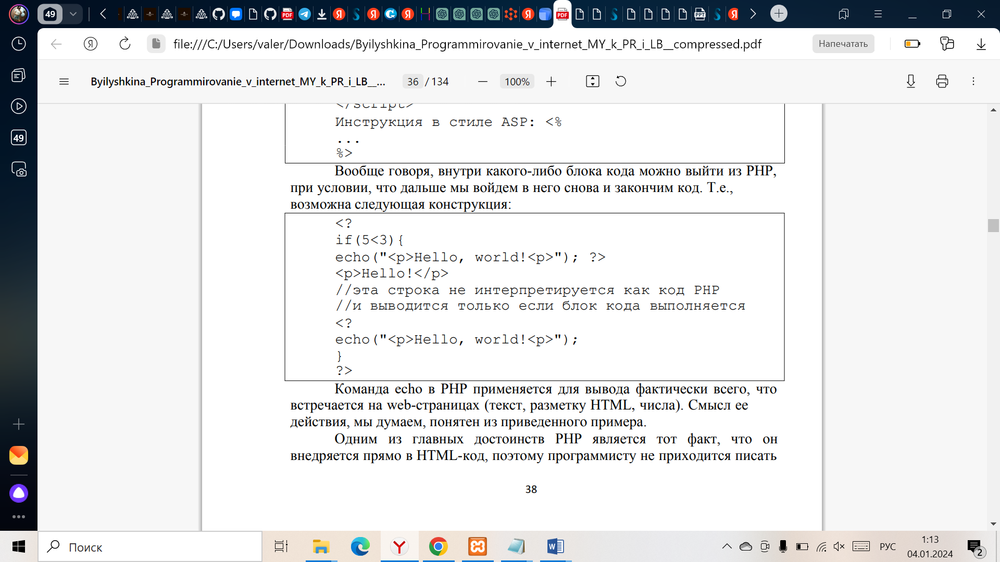 49
file:///C:/Users/valer/Downloads/Byilyshkina_Programmirovanie_v_internet_MY_k_PR_i_LB__compressed.pdf
Напечатать
Byilyshkina_Programmirovanie_v_internet_MY_k_PR_i_LB__...
36 / 134
100%
49
</script>
Инструкция в стиле ASP: <%
...
%>
Вообще говоря, внутри какого-либо блока кода можно выйти из PHP,
при условии, что дальше мы войдем в него снова и закончим код. Т.е.,
возможна следующая конструкция:
<?
if(5<3){
echo("<p>Hello, world!<p>"); ?>
<p>Hello!</p>
//эта строка не интерпретируется как код PHP
//и выводится только если блок кода выполняется
<?
echo("<p>Hello, world!<p>");
}
?>
Команда echo в PHP применяется для вывода фактически всего, что
встречается на web-страницах (текст, разметку HTML, числа). Смысл ее
действия, мы думаем, понятен из приведенного примера.
Одним из главных достоинств PHP является тот факт, что он
внедряется прямо в HTML-код, поэтому программисту не приходится писать
38
Поиск
РУС
1:13
04.01.2024
2